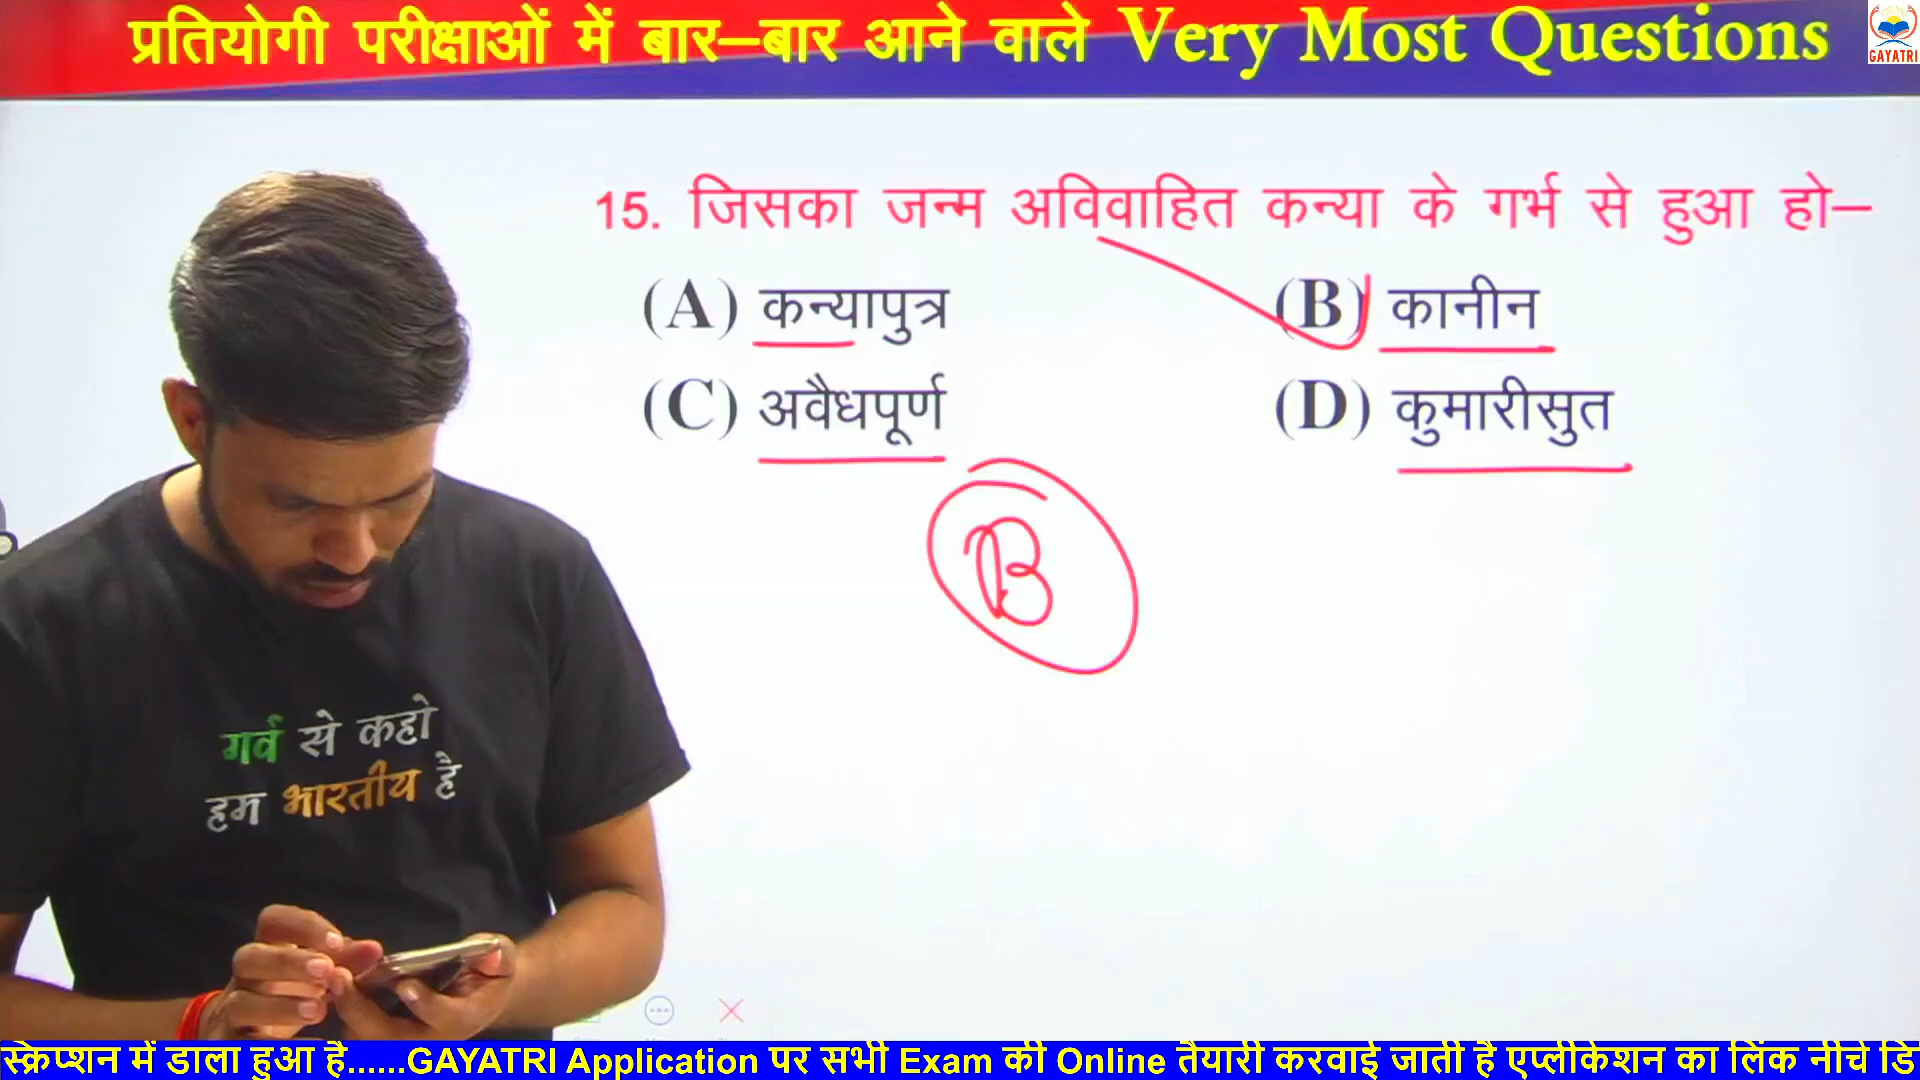 प्रतियोगी परीक्षाओं में बार–बार आने वाले Very Most Questions
GAYATRI
15. जिसका जन्म अविवाहित कन्या के गर्भ से हुआ हो–
(A) कन्यापुत्र
(B) कानीन
(C) अवैधपूर्ण
(D) कुमारीसुत
B
गर्व से कहो
हम भारतीय है
स्क्रिप्शन में डाला हुआ है......GAYATRI Application पर सभी Exam की Online तैयारी करवाई जाती है एप्लीकेशन का लिंक नीचे डि